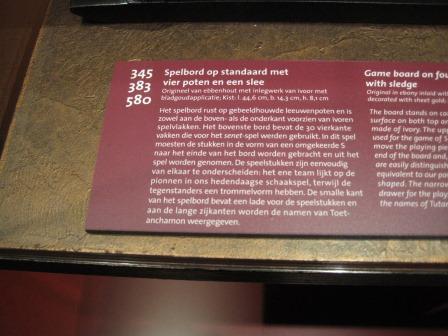 345
383
580
Spelbord op standaard met
vier poten en een slee
Origineel van ebbenhout met inlegwerk van ivoor met
bladgoudapplicatie; Kist: l. 44,6 cm, b. 14,3 cm, h. 8,1 cm
Het spelbord rust op gebeeldhouwde leeuwenpoten en is
zowel aan de boven- als de onderkant voorzien van ivoren
spelvlakken. Het bovenste bord bevat de 30 vierkante
vakken die voor het senet-spel werden gebruikt. In dit spel
moesten de stukken in de vorm van een omgekeerde S
naar het einde van het bord worden gebracht en uit het
spel worden genomen. De speelstukken zijn eenvoudig
van elkaar te onderscheiden: het ene team lijkt op de
pionnen in ons hedendaagse schaakspel, terwijl de
tegenstanders een trommelvorm hebben. De smalle kant
van het spelbord bevat een lade voor de speelstukken en
aan de lange zijkanten worden de namen van Toet-
anchamon weergegeven.
Game board on fou
with sledge
Original in ebony inlaid with
decorated with sheet gold
The board stands on ca
surface on both top an
made of ivory. The upp
used for the game of S
move the playing pie
end of the board and,
are easily distinguish
equivalent to our pa
shaped. The narrow
drawer for the play
the names of Tutan